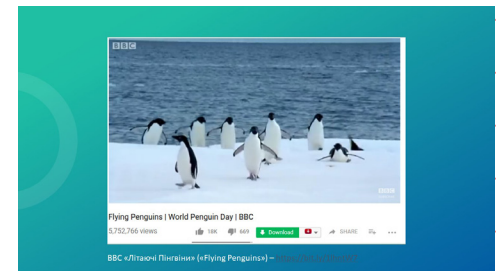 BBC
BBC
Flying Penguins | World Penguin Day | BBC
5,752,766 views 18K 669 Download SHARE
BBC «Літаючі Пінгвіни» («Flying Penguins») –